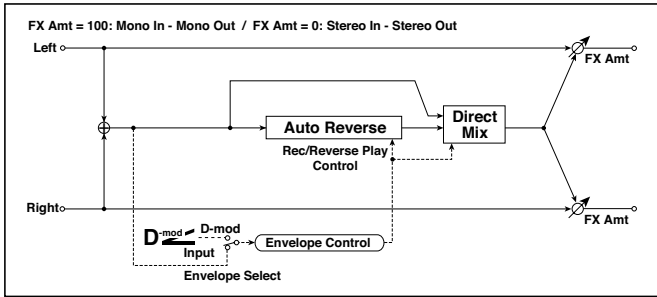 FX Amt = 100: Mono In - Mono Out / FX Amt = 0: Stereo In - Stereo Out
Left
FX Amt
Direct
Mix
Auto Reverse
Rec/Reverse Play
Control
Right
FX Amt
D-mod
D-mod
Input
Envelope Control
Envelope Select